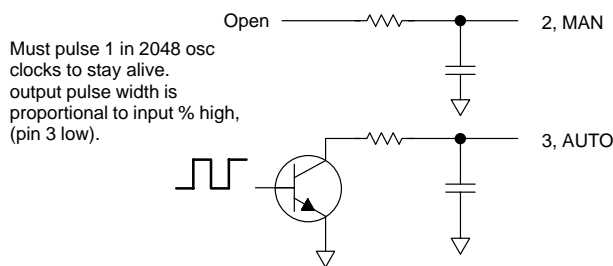 Open
2, MAN
Must pulse 1 in 2048 osc
clocks to stay alive.
output pulse width is
proportional to input % high,
(pin 3 low).
3, AUTO